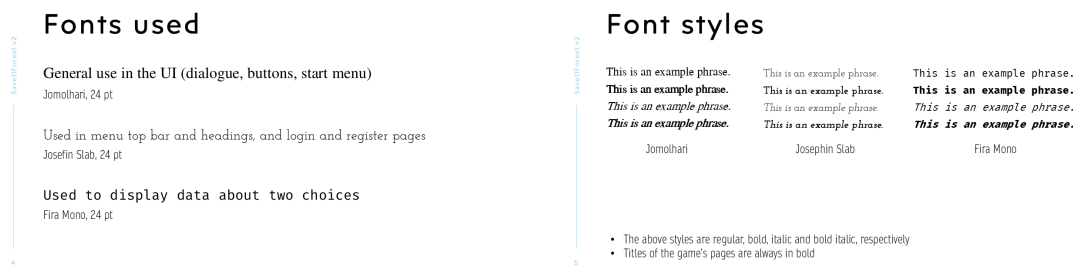 Fonts used
SaveDForest.v2
General use in the UI (dialogue, buttons, start menu)
Jomolhari, 24 pt
Used in menu top bar and headings, and login and register pages
Josefin Slab, 24 pt
Used to display data about two choices
Fira Mono, 24 pt
4
Font styles
SaveDForest.v2
This is an example phrase.
This is an example phrase.
This is an example phrase.
This is an example phrase.
Jomolhari
This is an example phrase.
This is an example phrase.
This is an example phrase.
This is an example phrase.
Josephin Slab
This is an example phrase.
This is an example phrase.
This is an example phrase.
This is an example phrase.
Fira Mono
• The above styles are regular, bold, italic and bold italic, respectively
• Titles of the game's pages are always in bold
5